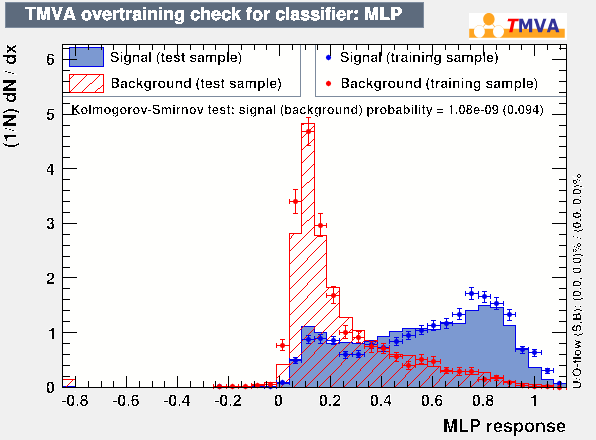 TMVA overtraining check for classifier: MLP
TMVA
(1/N) dN / dx
Signal (test sample)
Background (test sample)
Signal (training sample)
Background (training sample)
Kolmogorov-Smirnov test: signal (background) probability = 1.08e-09 (0.094)
6
5
4
3
2
1
0
-0.8 -0.6 -0.4 -0.2 0 0.2 0.4 0.6 0.8 1
MLP response
U/O-flow (S,B): (0.0, 0.0)% / (0.0, 0.0)%